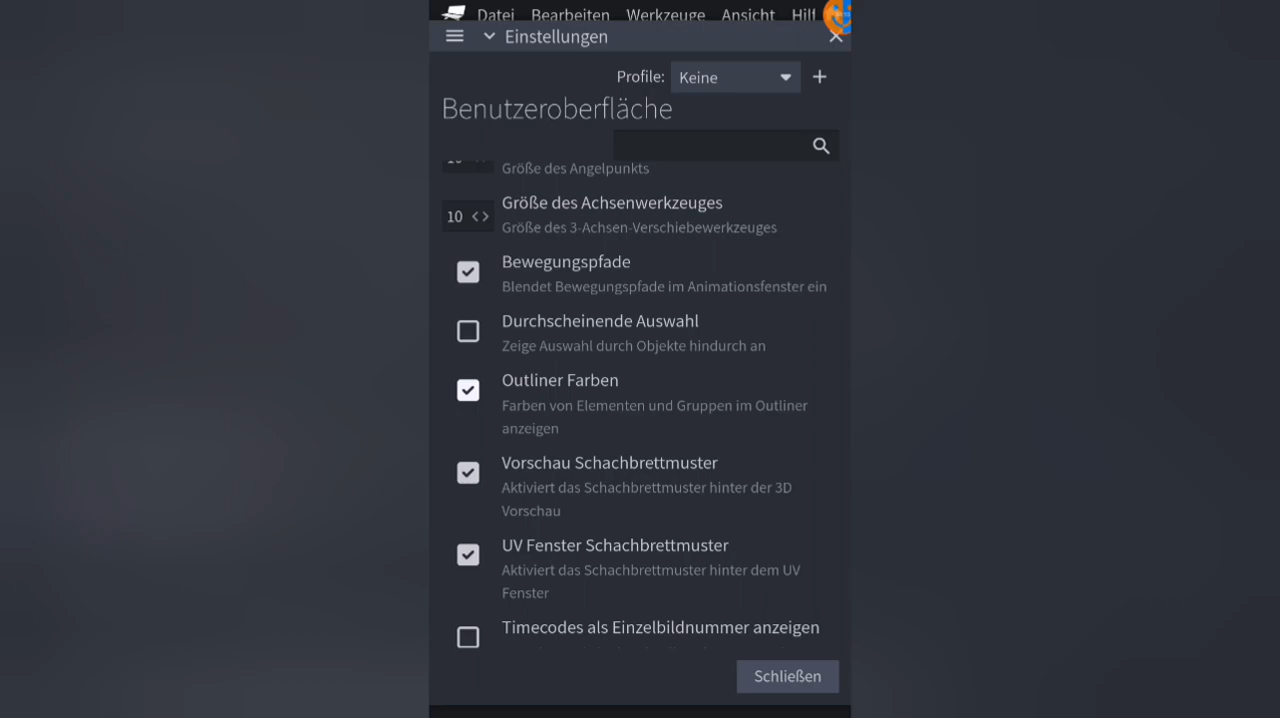 Datei Bearbeiten Werkzeuge Ansicht Hilf
Einstellungen
Profile: Keine
Benutzeroberfläche
Größe des Angelpunkts
10 Größe des Achsenwerkzeuges
Größe des 3-Achsen-Verschiebewerkzeuges
Bewegungspfade
Blendet Bewegungspfade im Animationsfenster ein
Durchscheinende Auswahl
Zeige Auswahl durch Objekte hindurch an
Outliner Farben
Farben von Elementen und Gruppen im Outliner
anzeigen
Vorschau Schachbrettmuster
Aktiviert das Schachbrettmuster hinter der 3D
Vorschau
UV Fenster Schachbrettmuster
Aktiviert das Schachbrettmuster hinter dem UV
Fenster
Timecodes als Einzelbildnummer anzeigen
Schließen